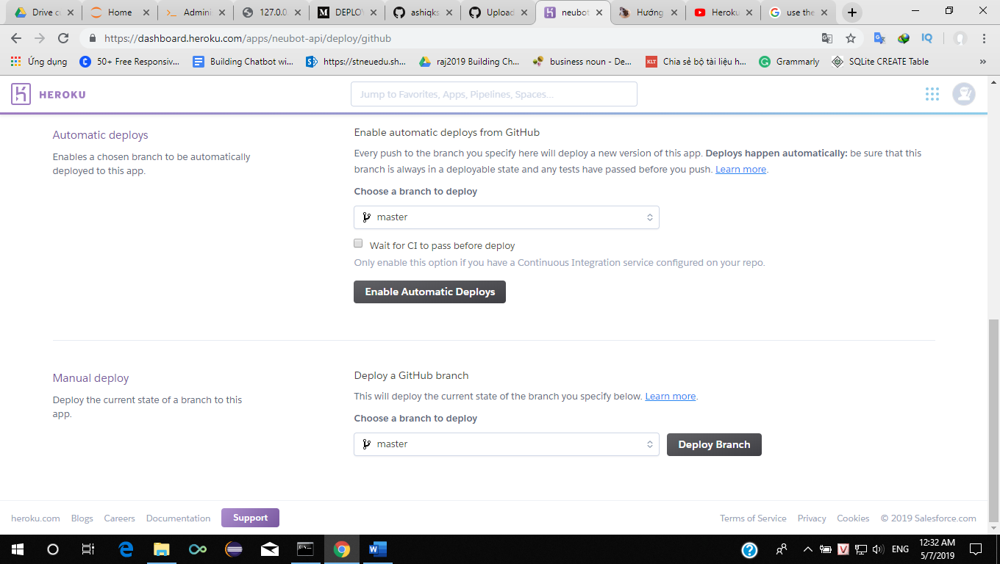 Drive c
Home
Admini
127.0.0
DEPLOY
ashiqks
Upload
neubot
Hướng
Heroku
use the
https://dashboard.heroku.com/apps/neubot-api/deploy/github
Ứng dụng
50+ Free Responsiv...
Building Chatbot wi...
https://stneuedu.sh...
raj2019 Building Ch...
business noun - De...
KLT
Chia sẻ bộ tài liệu h...
Grammarly
SQLite CREATE Table
»
HEROKU
Jump to Favorites, Apps, Pipelines, Spaces...
Automatic deploys
Enables a chosen branch to be automatically
deployed to this app.
Enable automatic deploys from GitHub
Every push to the branch you specify here will deploy a new version of this app. Deploys happen automatically: be sure that this
branch is always in a deployable state and any tests have passed before you push. Learn more.
Choose a branch to deploy
master
Wait for CI to pass before deploy
Only enable this option if you have a Continuous Integration service configured on your repo.
Enable Automatic Deploys
Manual deploy
Deploy the current state of a branch to this
app.
Deploy a GitHub branch
This will deploy the current state of the branch you specify below. Learn more.
Choose a branch to deploy
master
Deploy Branch
heroku.com
Blogs
Careers
Documentation
Support
Terms of Service
Privacy
Cookies
© 2019 Salesforce.com
ENG
12:32 AM
5/7/2019